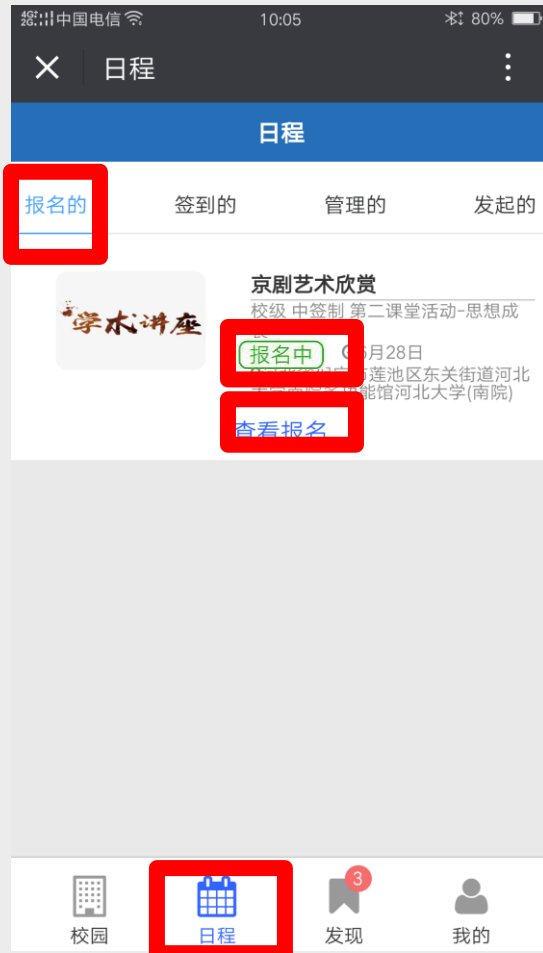 中国电信 10:05 80%
日程
日程
报名的 签到的 管理的 发起的
学术讲座
京剧艺术欣赏
校级 中签制 第二课堂活动-思想成
报名中 月28日
莲池区东关街道河北
能馆河北大学(南院)
查看报名
3
校园 日程 发现 我的